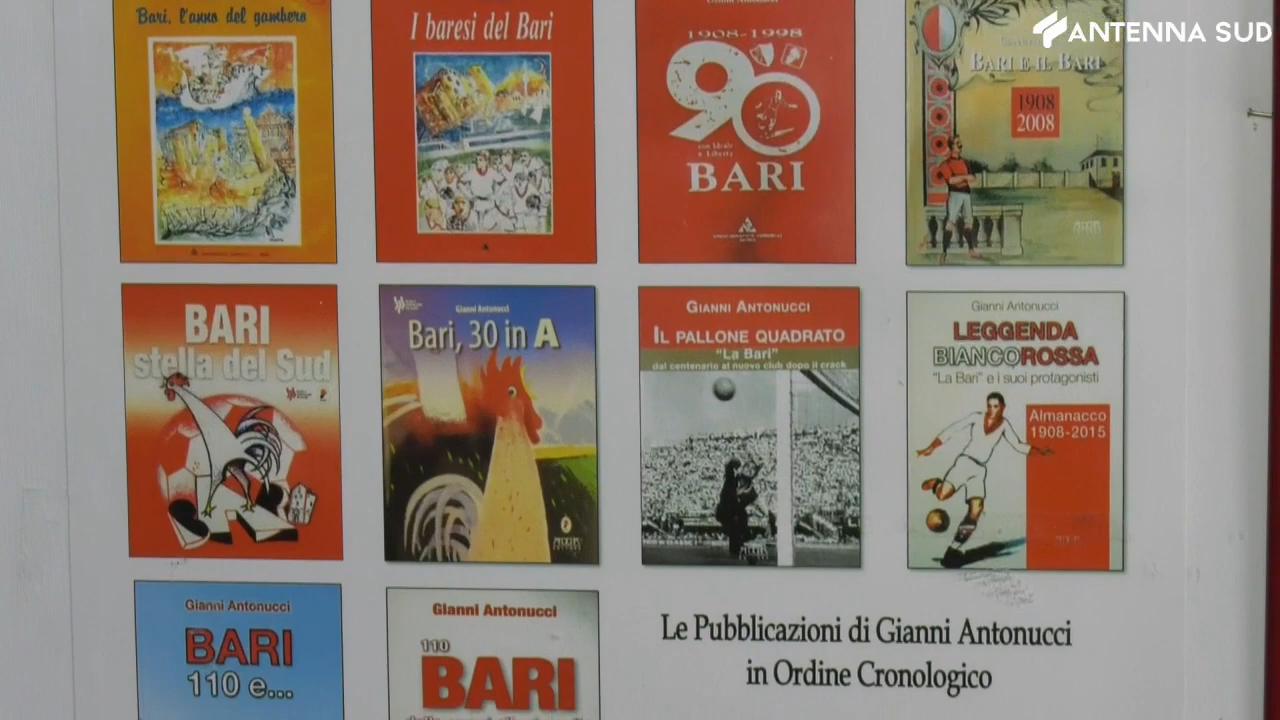 ANTENNA SUD
Bari, l'anno del gambero
I baresi del Bari
1908-1998
90
con Ideale
e Liberty
BARI
BARI E IL BARI
1908
2008
BARI
stella del Sud
Gianni Antonucci
Bari, 30 in A
GIANNI ANTONUCCI
IL PALLONE QUADRATO
"La Bari"
dal centenario al nuovo club dopo il crack
Gianni Antonucci
LEGGENDA
BIANCOROSSA
"La Bari" e i suoi protagonisti
Almanacco
1908-2015
Gianni Antonucci
BARI
110 e...
Gianni Antonucci
110
BARI
Le Pubblicazioni di Gianni Antonucci
in Ordine Cronologico